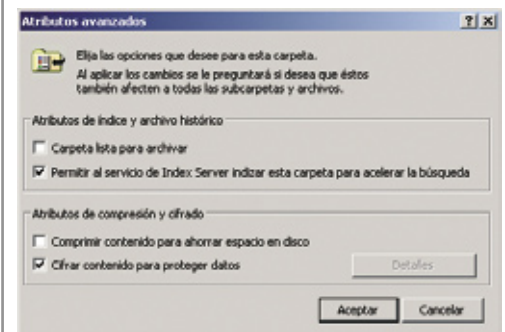 Atributos avanzados
Elija las opciones que desee para esta carpeta.
Al aplicar los cambios se le preguntará si desea que éstos
también afecten a todas las subcarpetas y archivos.
Atributos de índice y archivo histórico
Carpeta lista para archivar
Permitir al servicio de Index Server indizar esta carpeta para acelerar la búsqueda
Atributos de compresión y cifrado
Comprimir contenido para ahorrar espacio en disco
Cifrar contenido para proteger datos
Detalles
Aceptar Cancelar